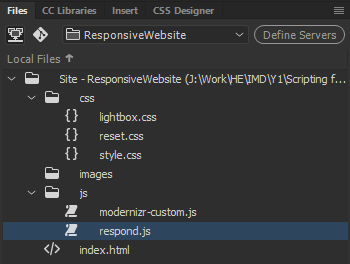 Files CC Libraries Insert CSS Designer
ResponsiveWebsite Define Servers
Local Files
Site - ResponsiveWebsite (J:\Work\HE\IMD\Y1\Scripting f...
css
lightbox.css
reset.css
style.css
images
js
modernizr-custom.js
respond.js
index.html